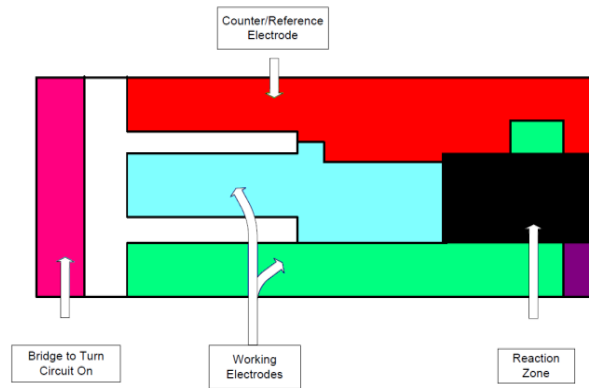 Counter/Reference
Electrode
Bridge to Turn
Circuit On
Working
Electrodes
Reaction
Zone